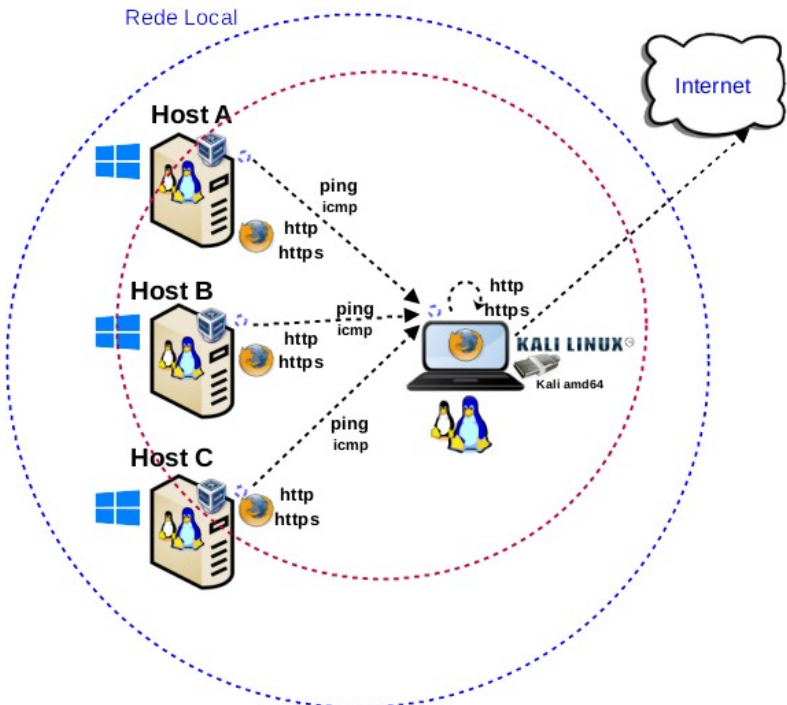 Rede Local
Internet
Host A
ping
icmp
http
https
Host B
ping
icmp
http
https
http
https
KALI LINUX
Kali amd64
Host C
ping
icmp
http
https